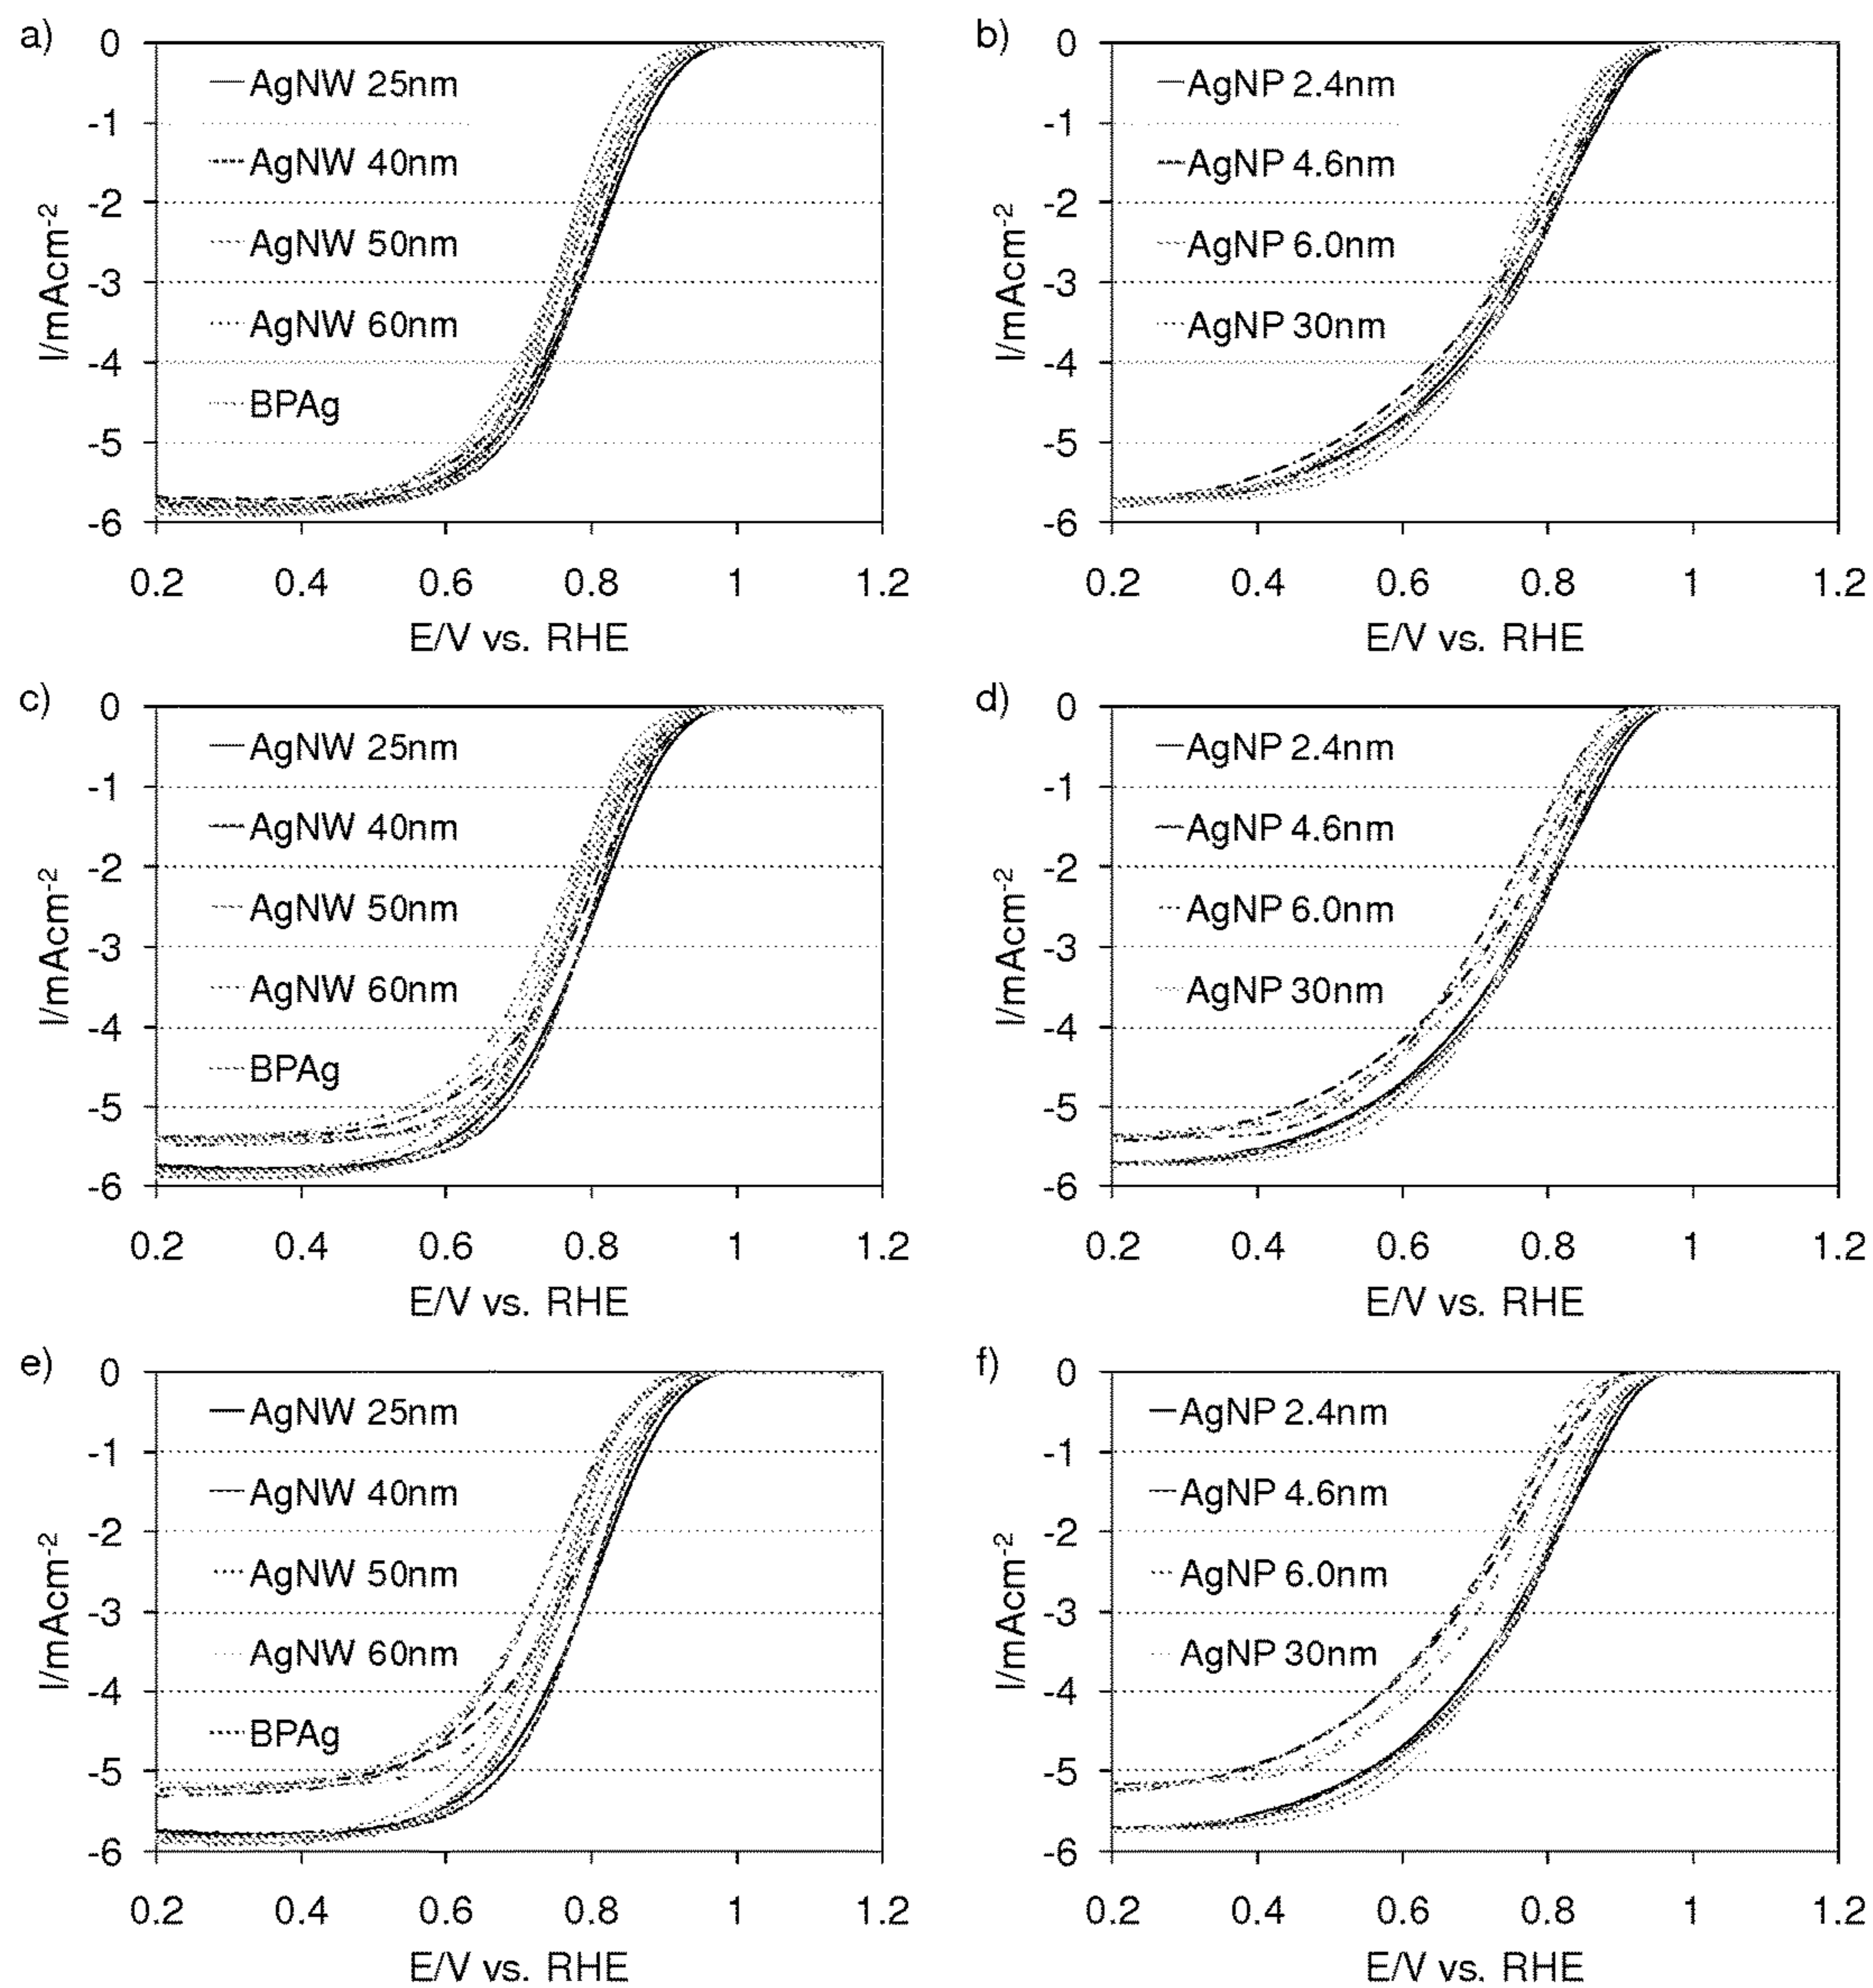 a)
I/mAcm-2
0
-1
-2
-3
-4
-5
-6
AgNW 25nm
AgNW 40nm
AgNW 50nm
AgNW 60nm
BPAg
0.2 0.4 0.6 0.8 1 1.2
E/V vs. RHE
b)
I/mAcm-2
0
-1
-2
-3
-4
-5
-6
AgNP 2.4nm
AgNP 4.6nm
AgNP 6.0nm
AgNP 30nm
0.2 0.4 0.6 0.8 1 1.2
E/V vs. RHE
c)
I/mAcm-2
0
-1
-2
-3
-4
-5
-6
AgNW 25nm
AgNW 40nm
AgNW 50nm
AgNW 60nm
BPAg
0.2 0.4 0.6 0.8 1 1.2
E/V vs. RHE
d)
I/mAcm-2
0
-1
-2
-3
-4
-5
-6
AgNP 2.4nm
AgNP 4.6nm
AgNP 6.0nm
AgNP 30nm
0.2 0.4 0.6 0.8 1 1.2
E/V vs. RHE
e)
I/mAcm-2
0
-1
-2
-3
-4
-5
-6
AgNW 25nm
AgNW 40nm
AgNW 50nm
AgNW 60nm
BPAg
0.2 0.4 0.6 0.8 1 1.2
E/V vs. RHE
f)
I/mAcm-2
0
-1
-2
-3
-4
-5
-6
AgNP 2.4nm
AgNP 4.6nm
AgNP 6.0nm
AgNP 30nm
0.2 0.4 0.6 0.8 1 1.2
E/V vs. RHE